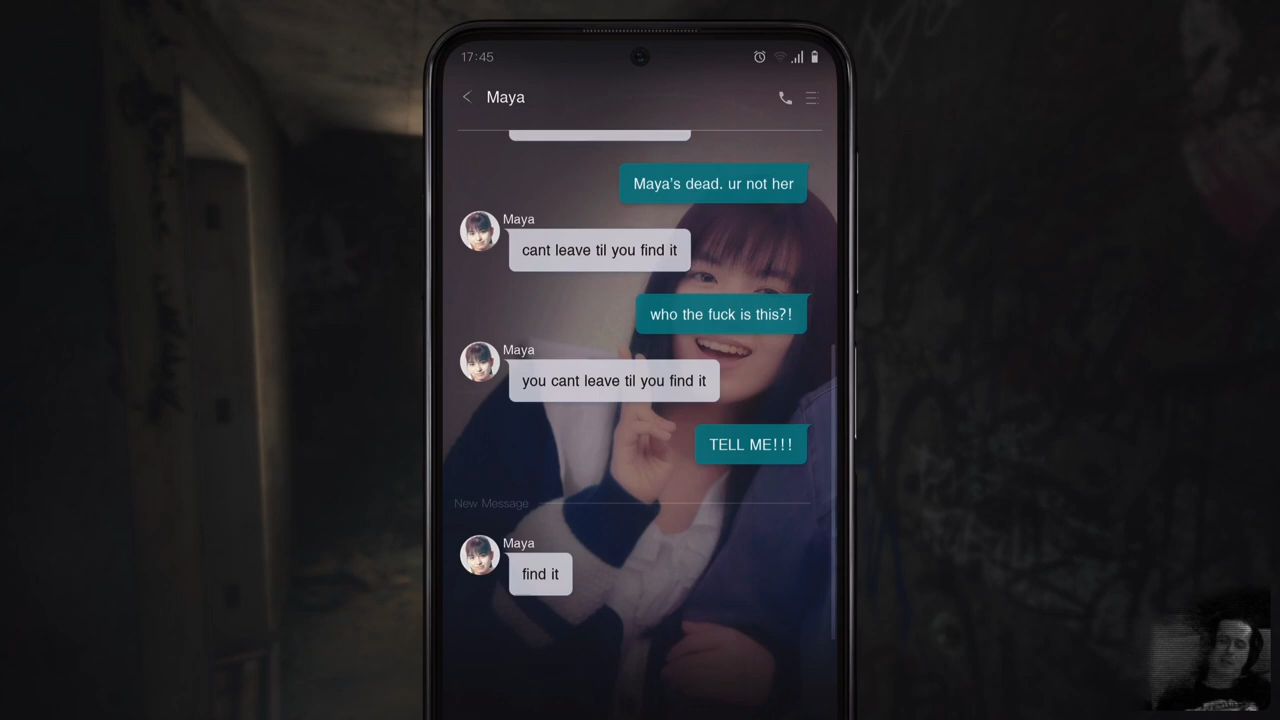 17:45
Maya
Maya's dead. ur not her
Maya
cant leave til you find it
who the fuck is this?!
Maya
you cant leave til you find it
TELL ME!!!
New Message
Maya
find it